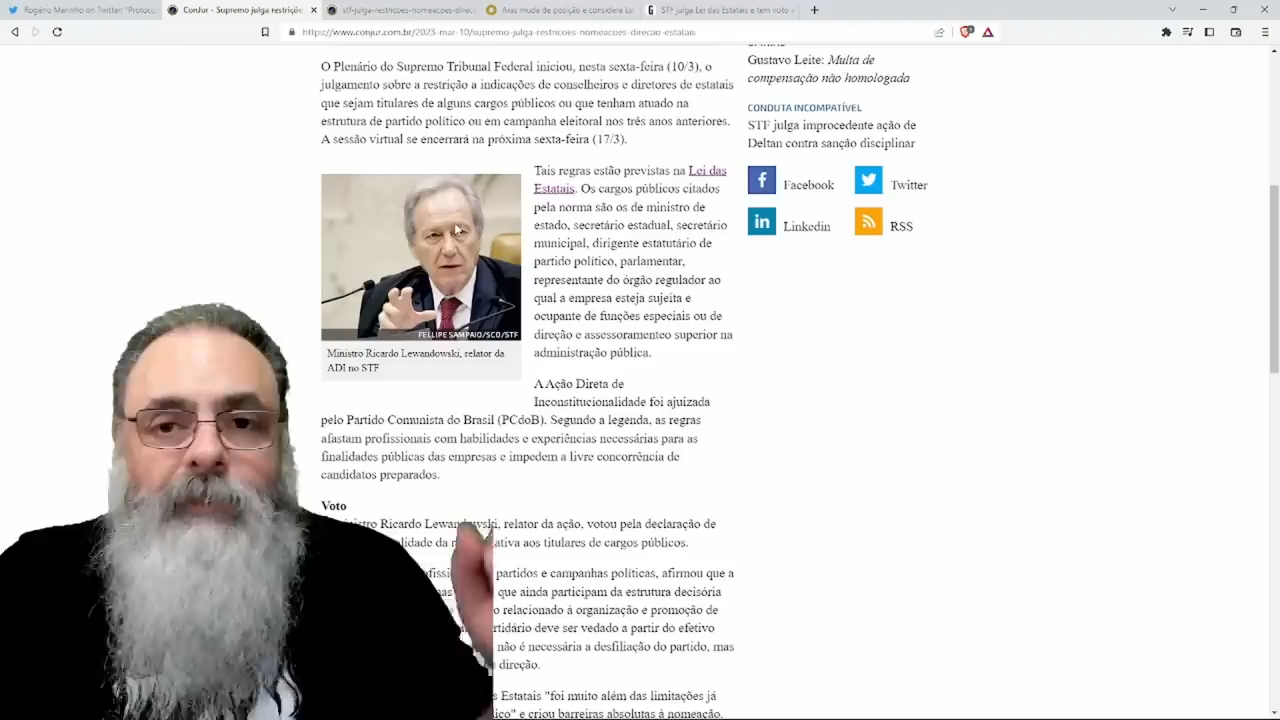 Rogério Marinho on Twitter: "Protoco
ConJur - Supremo julga restriçõe
stf-julga-restricoes-nomeacoes-direc
Aras muda de posição e considera Lei
STF julga Lei das Estatais e tem voto
https://www.conjur.com.br/2023-mar-10/supremo-julga-restricoes-nomeacoes-direcao-estatais
O Plenário do Supremo Tribunal Federal iniciou, nesta sexta-feira (10/3), o
julgamento sobre a restrição a indicações de conselheiros e diretores de estatais
que sejam titulares de alguns cargos públicos ou que tenham atuado na
estrutura de partido político ou em campanha eleitoral nos três anos anteriores.
A sessão virtual se encerrará na próxima sexta-feira (17/3).
Tais regras estão previstas na Lei das
Estatais. Os cargos públicos citados
pela norma são os de ministro de
estado, secretário estadual, secretário
municipal, dirigente estatutário de
partido político, parlamentar,
representante do órgão regulador ao
qual a empresa esteja sujeita e
ocupante de funções especiais ou de
direção e assessoramento superior na
administração pública.
FELLIPE SAMPAIO/SCO/STF
Ministro Ricardo Lewandowski, relator da
ADI no STF
A Ação Direta de
Inconstitucionalidade foi ajuizada
pelo Partido Comunista do Brasil (PCdoB). Segundo a legenda, as regras
afastam profissionais com habilidades e experiências necessárias para as
finalidades públicas das empresas e impedem a livre concorrência de
candidatos preparados.
Voto
Ricardo Lewandowski, relator da ação, votou pela declaração de
aos titulares de cargos públicos.
partidos e campanhas políticas, afirmou que a
que ainda participam da estrutura decisória
relacionado à organização e promoção de
deve ser vedado a partir do efetivo
não é necessária a desfiliação do partido, mas
direção.
Estatais "foi muito além das limitações já
e criou barreiras absolutas à nomeação.
Gustavo Leite: Multa de
compensação não homologada
CONDUTA INCOMPATÍVEL
STF julga improcedente ação de
Deltan contra sanção disciplinar
f Facebook
Twitter
in Linkedin
RSS